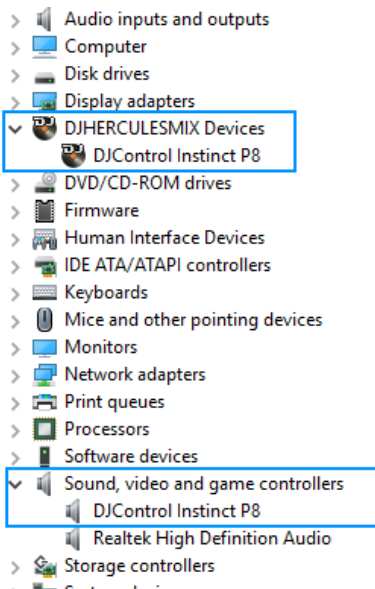 Audio inputs and outputs
Computer
Disk drives
Display adapters
DJHERCULESMIX Devices
DJControl Instinct P8
DVD/CD-ROM drives
Firmware
Human Interface Devices
IDE ATA/ATAPI controllers
Keyboards
Mice and other pointing devices
Monitors
Network adapters
Print queues
Processors
Software devices
Sound, video and game controllers
DJControl Instinct P8
Realtek High Definition Audio
Storage controllers